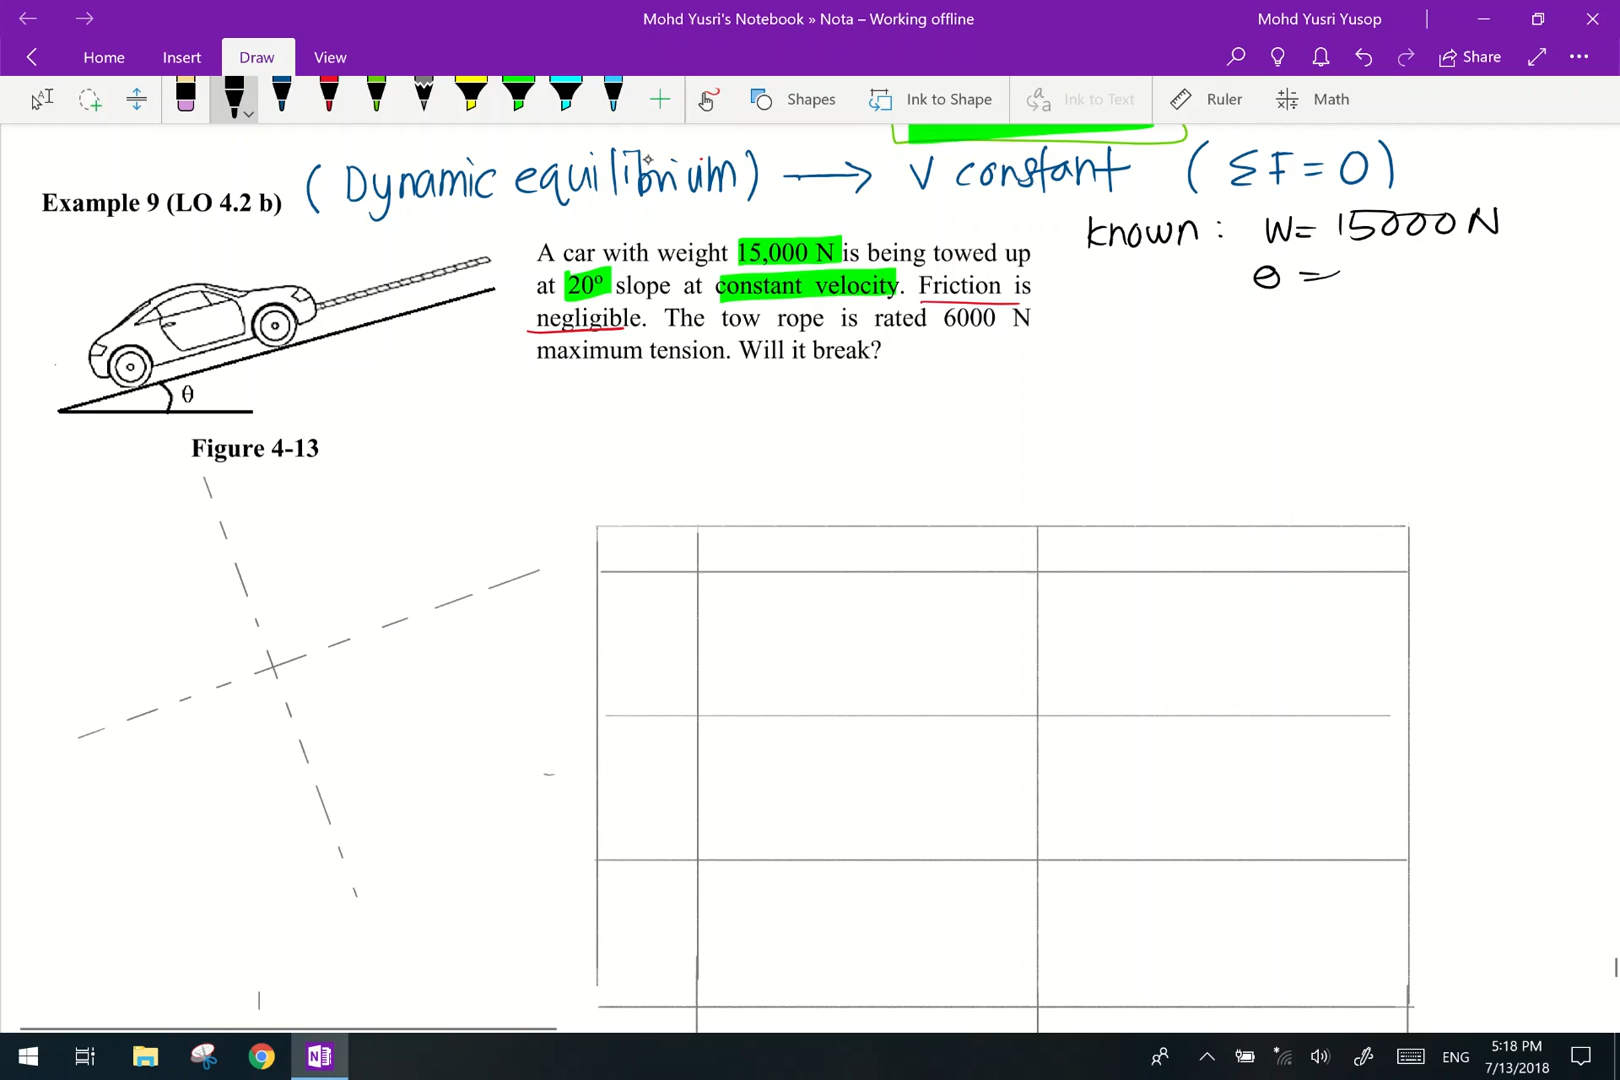 Mohd Yusri's Notebook » Nota – Working offline
Mohd Yusri Yusop
Home Insert Draw View
Share
Shapes Ink to Shape Ink to Text Ruler Math
(Dynamic equilibrium) → V constant (ΣF = 0)
Example 9 (LO 4.2 b)
known : W = 15000 N
θ =
A car with weight 15,000 N is being towed up
at 20° slope at constant velocity. Friction is
negligible. The tow rope is rated 6000 N
maximum tension. Will it break?
θ
Figure 4-13
ENG
5:18 PM
7/13/2018